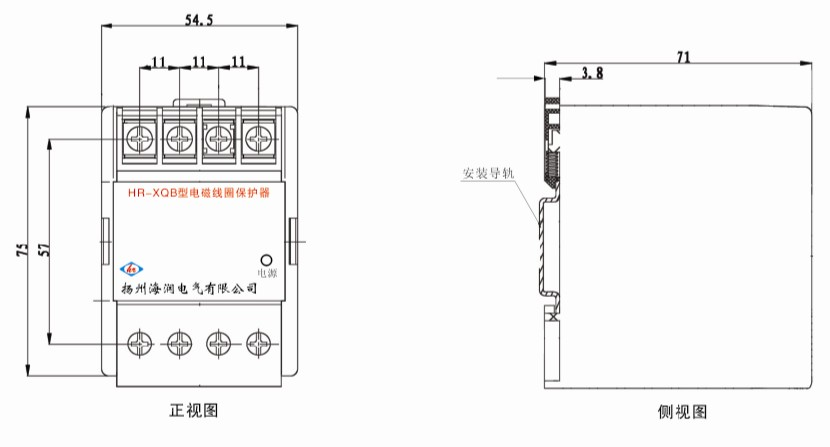 54.5
11 11 11
75
57
HR-XQB型电磁线圈保护器
电源
扬州海润电气有限公司
正视图
71
3.8
安装导轨
侧视图